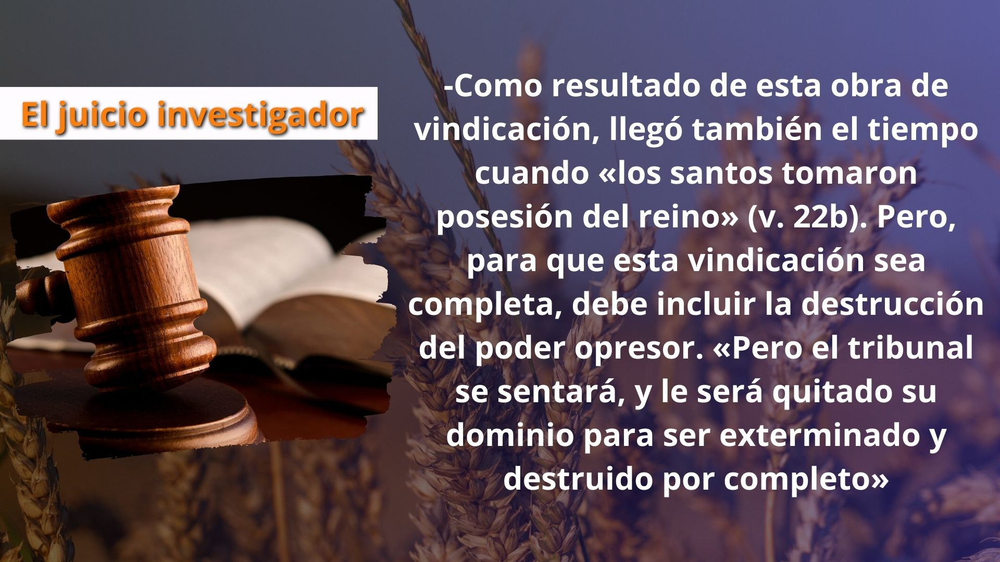 El juicio investigador
-Como resultado de esta obra de
vindicación, llegó también el tiempo
cuando «los santos tomaron
posesión del reino» (v. 22b). Pero,
para que esta vindicación sea
completa, debe incluir la destrucción
del poder opresor. «Pero el tribunal
se sentará, y le será quitado su
dominio para ser exterminado y
destruido por completo»